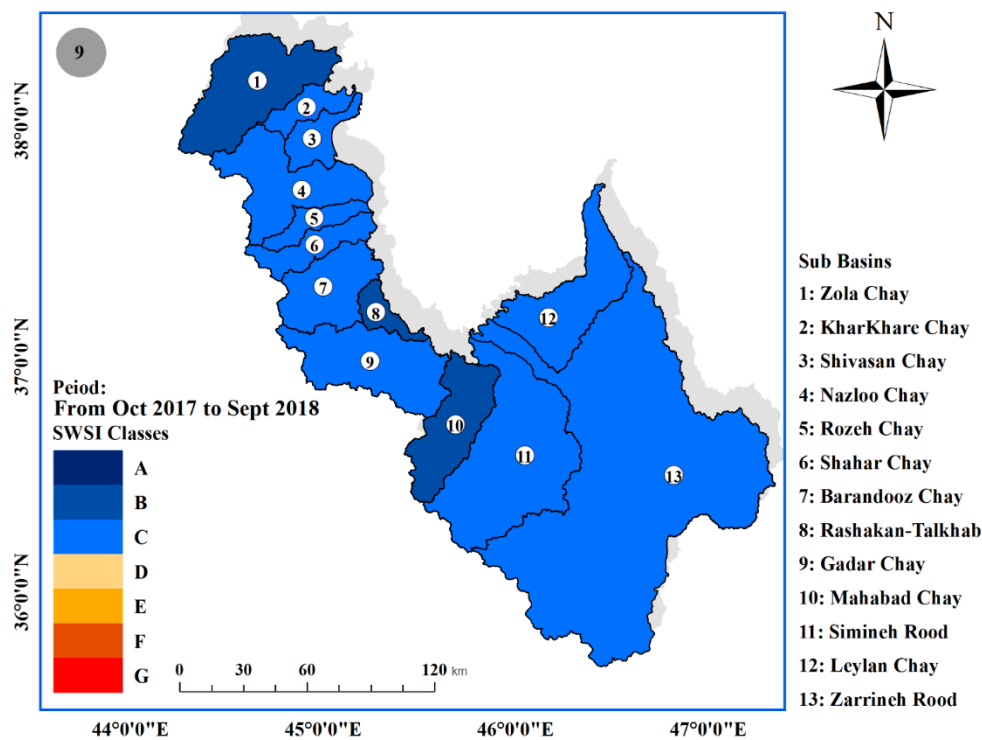 9
N
38°0'0"N
37°0'0"N
36°0'0"N
1
2
3
4
5
6
7
8
9
10
11
12
13
Peiod:
From Oct 2017 to Sept 2018
SWSI Classes
A
B
C
D
E
F
G
0 30 60 120 km
44°0'0"E 45°0'0"E 46°0'0"E 47°0'0"E
Sub Basins
1: Zola Chay
2: KharKhare Chay
3: Shivasan Chay
4: Nazloo Chay
5: Rozeh Chay
6: Shahar Chay
7: Barandooz Chay
8: Rashakan-Talkhab
9: Gadar Chay
10: Mahabad Chay
11: Simineh Rood
12: Leylan Chay
13: Zarrineh Rood